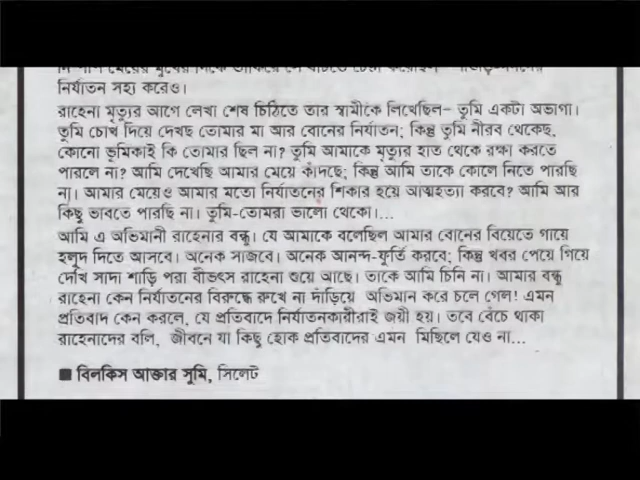 নির্যাতন সহ্য করেও।
রাহেনা মৃত্যুর আগে লেখা শেষ চিঠিতে তার স্বামীকে লিখেছিল– তুমি একটা অভাগা।
তুমি চোখ দিয়ে দেখছ তোমার মা আর বোনের নির্যাতন; কিন্তু তুমি নীরব থেকেছ,
কোনো ভূমিকাই কি তোমার ছিল না? তুমি আমাকে মৃত্যুর হাত থেকে রক্ষা করতে
পারলে না? আমি দেখেছি আমার মেয়ে কাঁদছে; কিন্তু আমি তাকে কোলে নিতে পারছি
না। আমার মেয়েও আমার মতো নির্যাতনের শিকার হয়ে আত্মহত্যা করবে? আমি আর
কিছু ভাবতে পারছি না। তুমি-তোমরা ভালো থেকো।...
আমি এ অভিমানী রাহেনার বন্ধু। যে আমাকে বলেছিল আমার বোনের বিয়েতে গায়ে
হলুদ দিতে আসবে। অনেক সাজবে। অনেক আনন্দ-ফূর্তি করবে; কিন্তু খবর পেয়ে গিয়ে
দেখি সাদা শাড়ি পরা বীভৎস রাহেনা শুয়ে আছে। তাকে আমি চিনি না। আমার বন্ধু
রাহেনা কেন নির্যাতনের বিরুদ্ধে রুখে না দাঁড়িয়ে অভিমান করে চলে গেল! এমন
প্রতিবাদ কেন করলে, যে প্রতিবাদে নির্যাতনকারীরাই জয়ী হয়। তবে বেঁচে থাকা
রাহেনাদের বলি, জীবনে যা কিছু হোক প্রতিবাদের এমন মিছিলে যেও না...
■ বিলকিস আক্তার সুমি, সিলেট